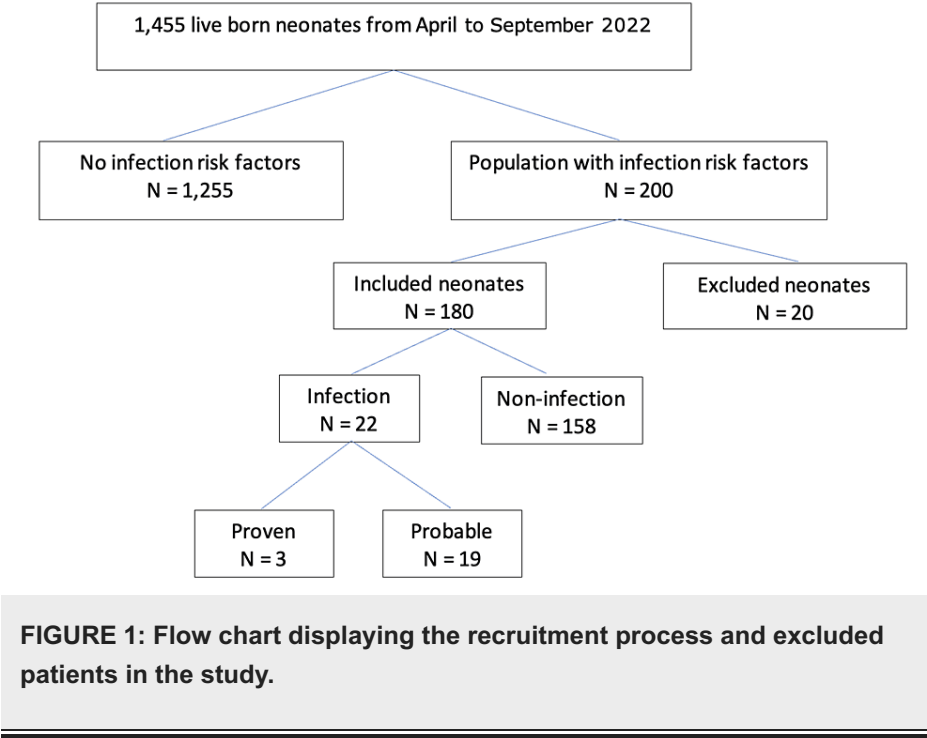 1,455 live born neonates from April to September 2022
No infection risk factors
N = 1,255
Population with infection risk factors
N = 200
Included neonates
N = 180
Excluded neonates
N = 20
Infection
N = 22
Non-infection
N = 158
Proven
N = 3
Probable
N = 19
FIGURE 1: Flow chart displaying the recruitment process and excluded
patients in the study.